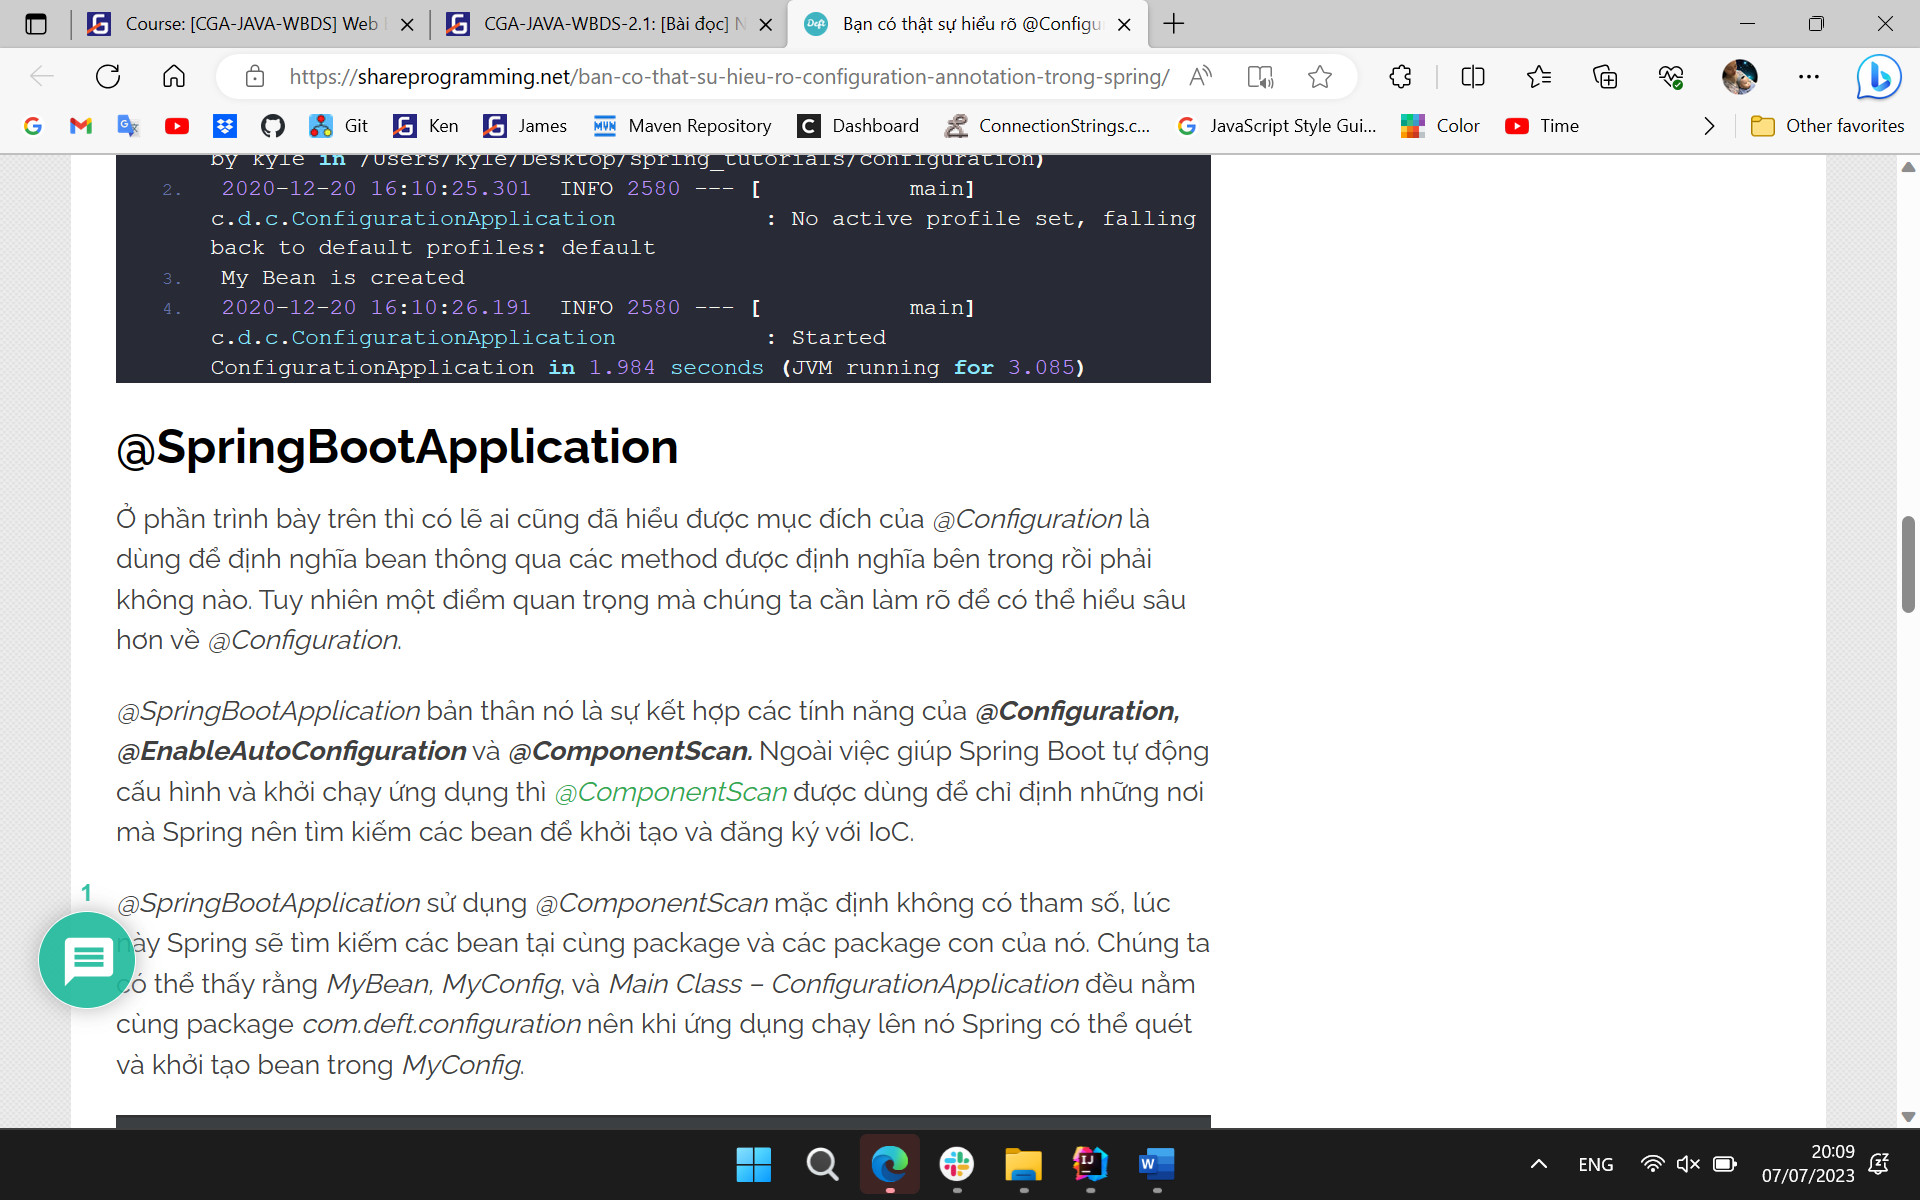 Course: [CGA-JAVA-WBDS] Web
CGA-JAVA-WBDS-2.1: [Bài đọc] N
Bạn có thật sự hiểu rõ @Configu
https://shareprogramming.net/ban-co-that-su-hieu-ro-configuration-annotation-trong-spring/
Git
Ken
James
Maven Repository
Dashboard
ConnectionStrings.c...
JavaScript Style Gui...
Color
Time
Other favorites
by kyle in /Users/kyle/Desktop/spring_tutorials/configuration)
2. 2020-12-20 16:10:25.301 INFO 2580 --- [ main]
c.d.c.ConfigurationApplication : No active profile set, falling
back to default profiles: default
3. My Bean is created
4. 2020-12-20 16:10:26.191 INFO 2580 --- [ main]
c.d.c.ConfigurationApplication : Started
ConfigurationApplication in 1.984 seconds (JVM running for 3.085)
@SpringBootApplication
Ở phần trình bày trên thì có lẽ ai cũng đã hiểu được mục đích của @Configuration là
dùng để định nghĩa bean thông qua các method được định nghĩa bên trong rồi phải
không nào. Tuy nhiên một điểm quan trọng mà chúng ta cần làm rõ để có thể hiểu sâu
hơn về @Configuration.
@SpringBootApplication bản thân nó là sự kết hợp các tính năng của @Configuration,
@EnableAutoConfiguration và @ComponentScan. Ngoài việc giúp Spring Boot tự động
cấu hình và khởi chạy ứng dụng thì @ComponentScan được dùng để chỉ định những nơi
mà Spring nên tìm kiếm các bean để khởi tạo và đăng ký với IoC.
1
@SpringBootApplication sử dụng @ComponentScan mặc định không có tham số, lúc
này Spring sẽ tìm kiếm các bean tại cùng package và các package con của nó. Chúng ta
có thể thấy rằng MyBean, MyConfig, và Main Class – ConfigurationApplication đều nằm
cùng package com.deft.configuration nên khi ứng dụng chạy lên nó Spring có thể quét
và khởi tạo bean trong MyConfig.
ENG
20:09
07/07/2023